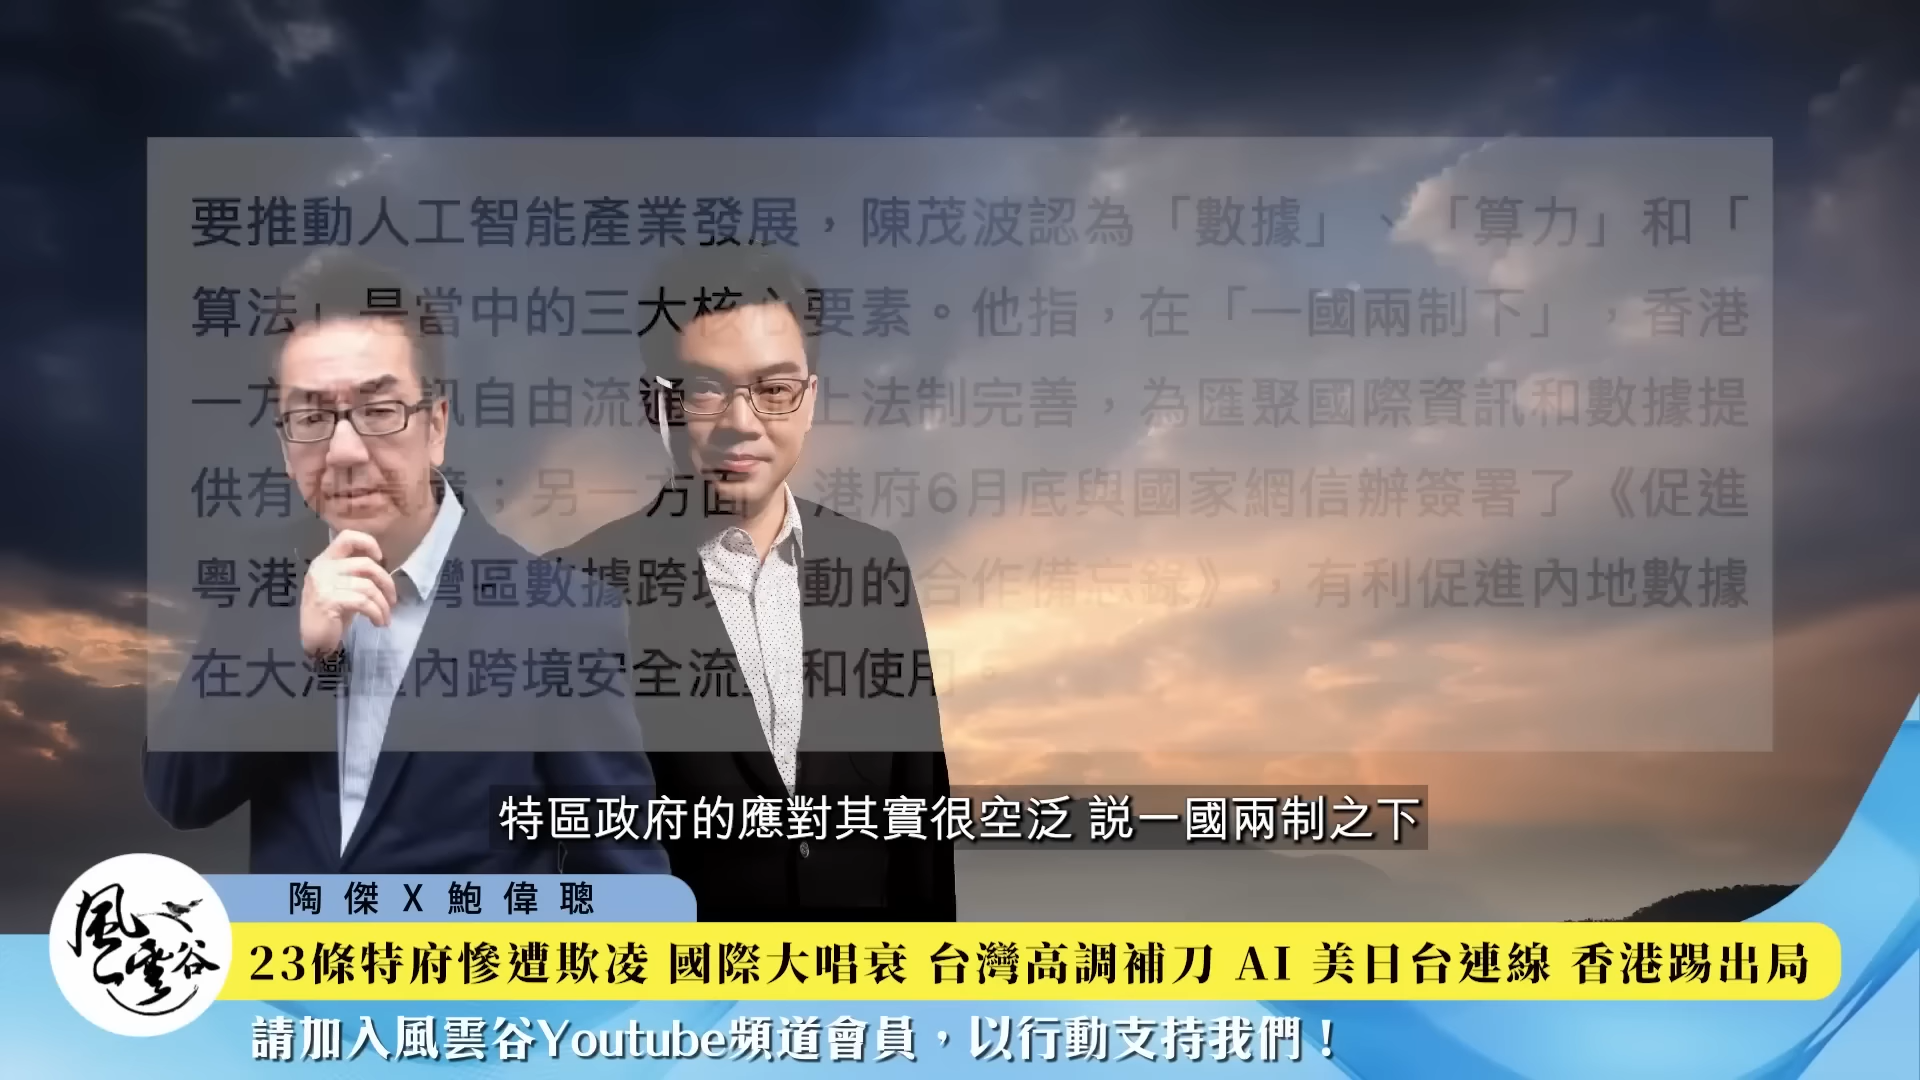 要推動人工智能產業發展，陳茂波認為「數據」、「算力」和「
算法」是當中的三大核心要素。他指，在「一國兩制下」，香港
一方 訊自由流通 上法制完善，為匯聚國際資訊和數據提
供有利 ；另一方面 港府6月底與國家網信辦簽署了《促進
粵港 灣區數據跨境 動的合作備忘錄》，有利促進內地數據
在大灣區內跨境安全流 和使用。
特區政府的應對其實很空泛 説一國兩制之下
陶傑X鮑偉聰
風雲谷
23條特府慘遭欺凌 國際大唱衰 台灣高調補刀 AI 美日台連線 香港踢出局
請加入風雲谷Youtube頻道會員，以行動支持我們！